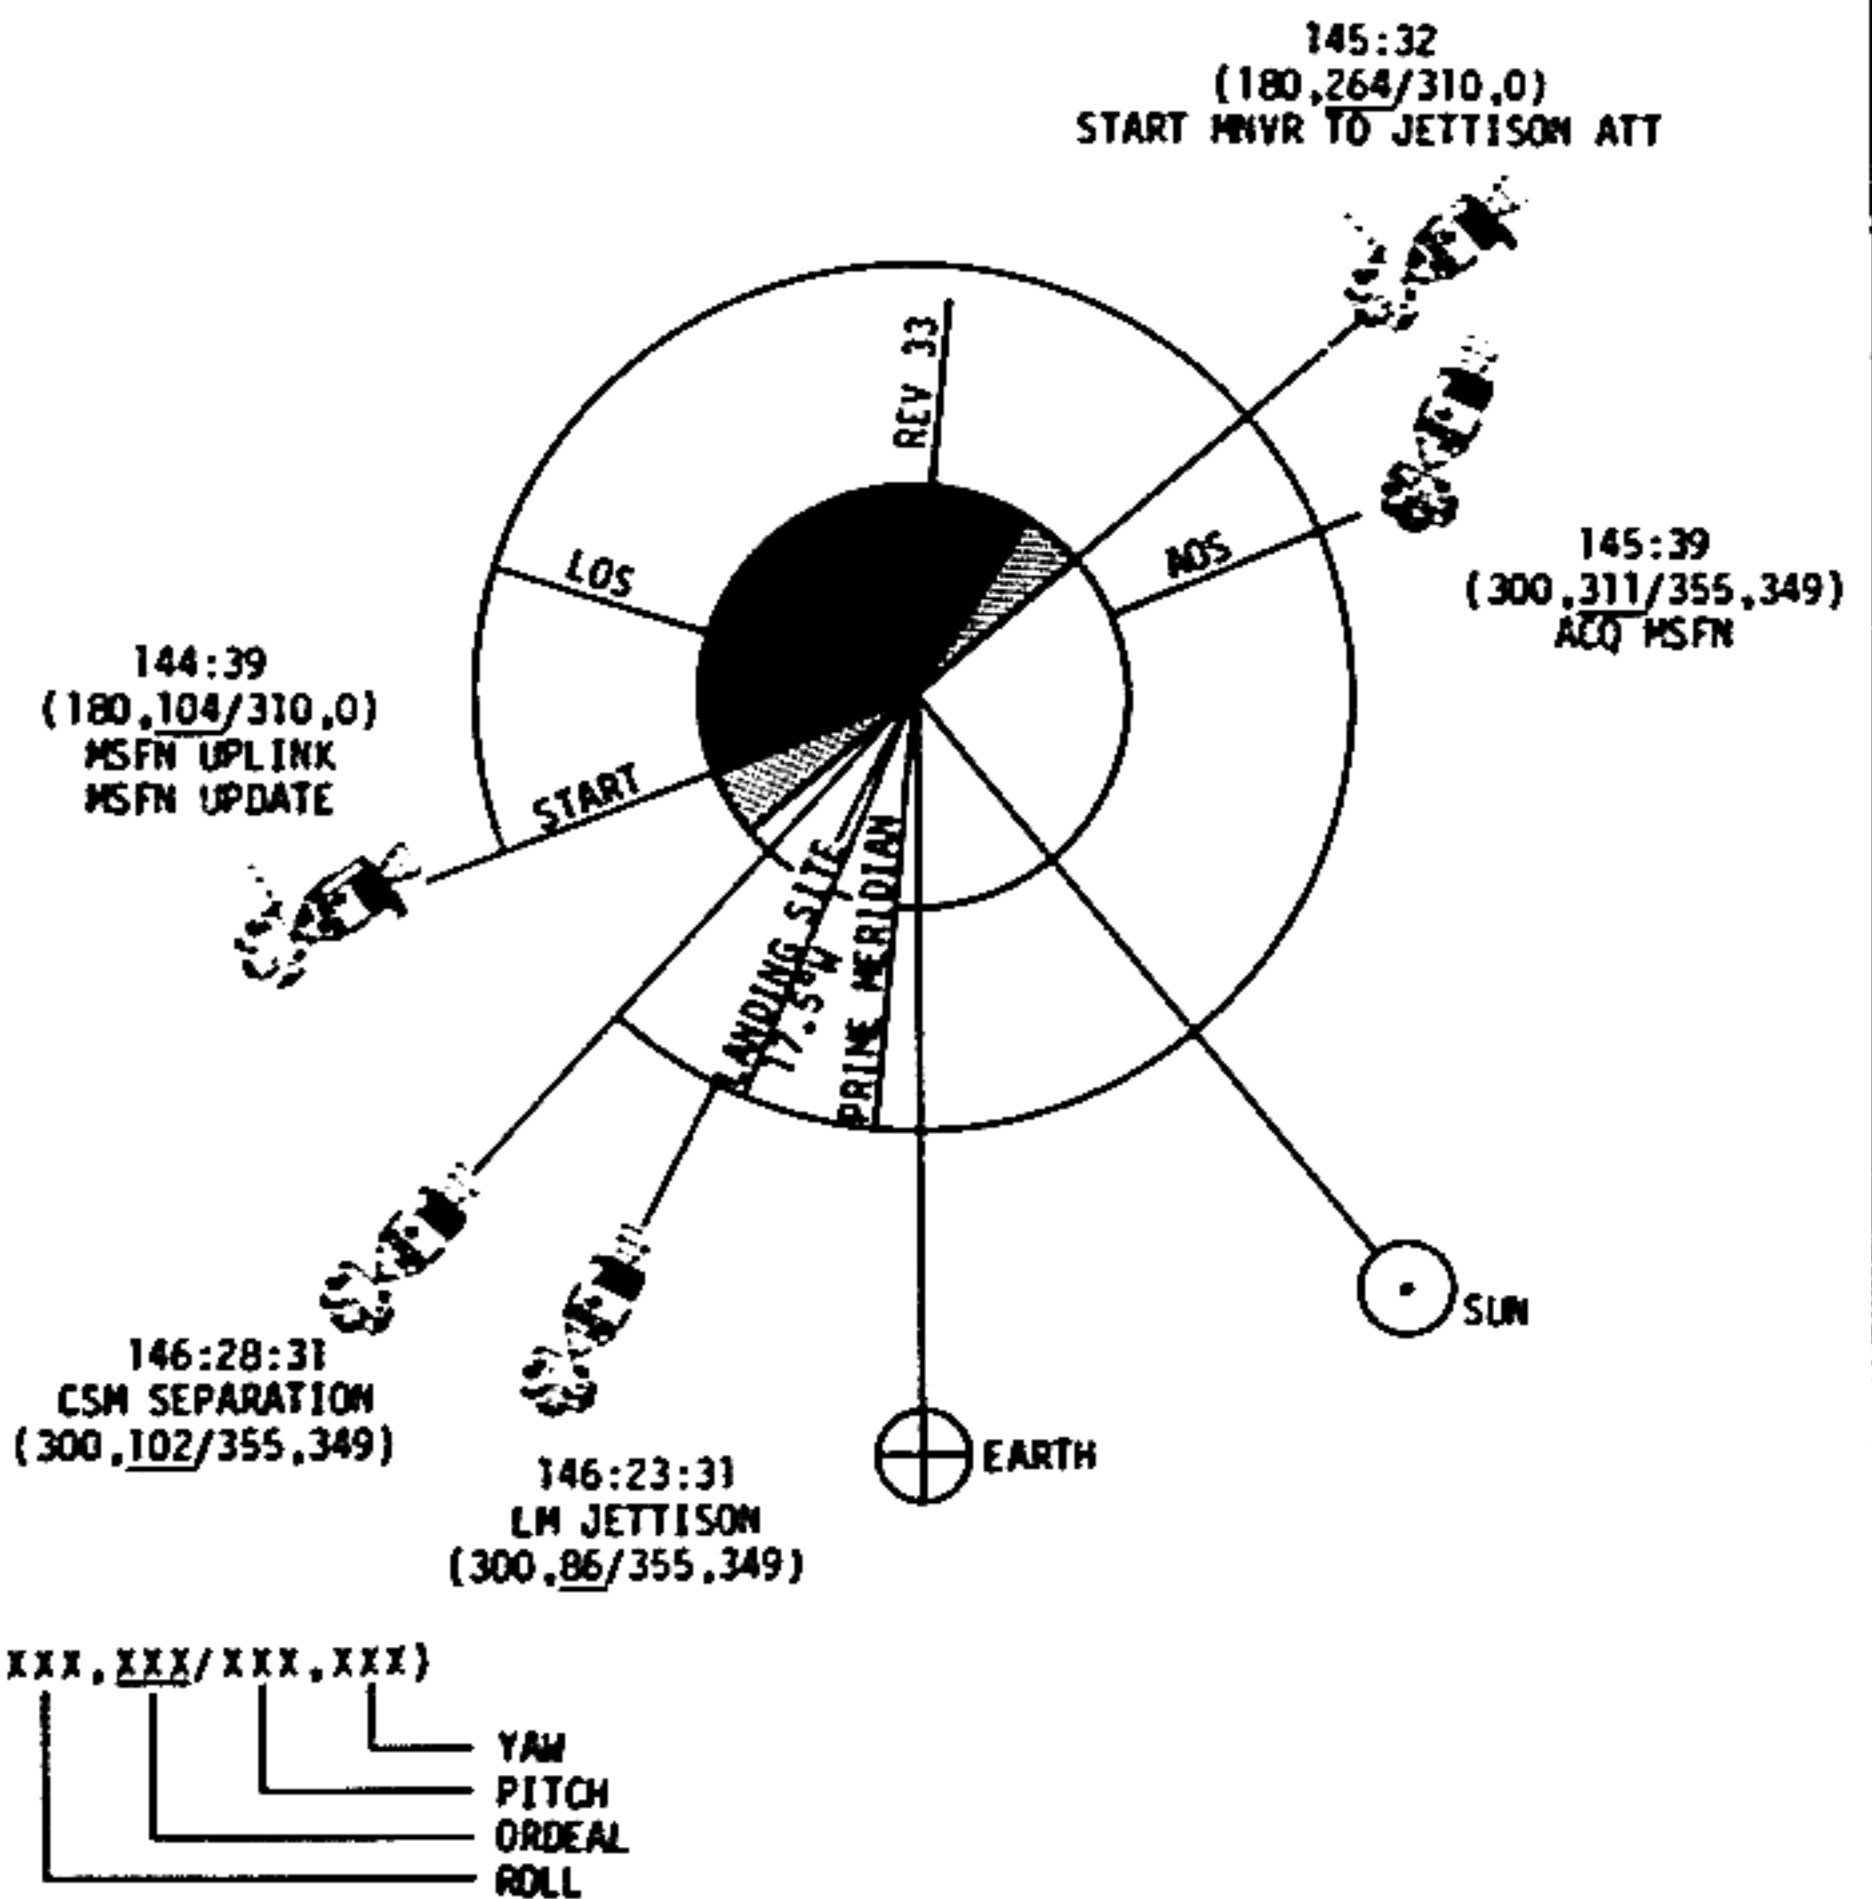 145:32
(180,264/310,0)
START MNVR TO JETTISON ATT
REV 33
LOS
AOS
145:39
(300,311/355,349)
ACQ MSFN
144:39
(180,104/310,0)
MSFN UPLINK
MSFN UPDATE
START
LANDING SITE
PRIME MERIDIAN
SUN
146:28:31
CSM SEPARATION
(300,102/355,349)
EARTH
146:23:31
LM JETTISON
(300,86/355,349)
XXX,XXX/XXX,XXX)
YAW
PITCH
ORDEAL
ROLL